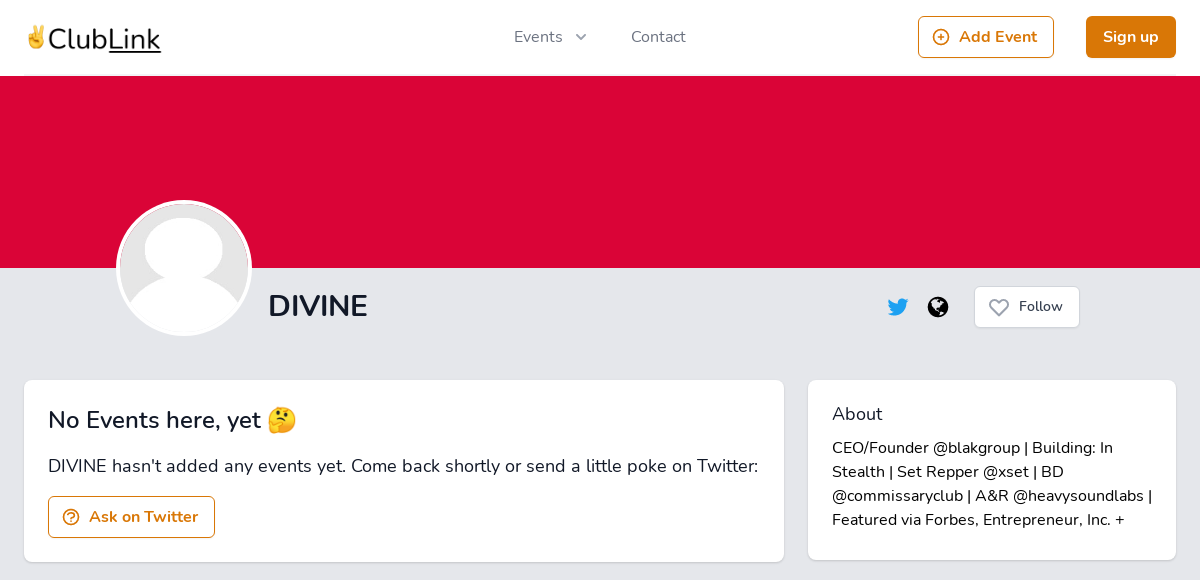 ✌️ClubLink
Events
Contact
Add Event
Sign up
DIVINE
Follow
No Events here, yet 🤔
DIVINE hasn't added any events yet. Come back shortly or send a little poke on Twitter:
Ask on Twitter
About
CEO/Founder @blakgroup | Building: In
Stealth | Set Repper @xset | BD
@commissaryclub | A&R @heavysoundlabs |
Featured via Forbes, Entrepreneur, Inc. +